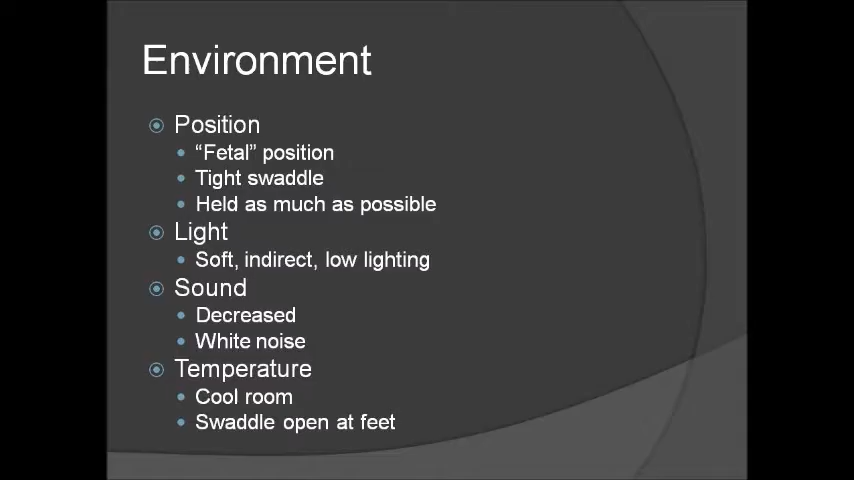 Environment
Position
“Fetal” position
Tight swaddle
Held as much as possible
Light
Soft, indirect, low lighting
Sound
Decreased
White noise
Temperature
Cool room
Swaddle open at feet